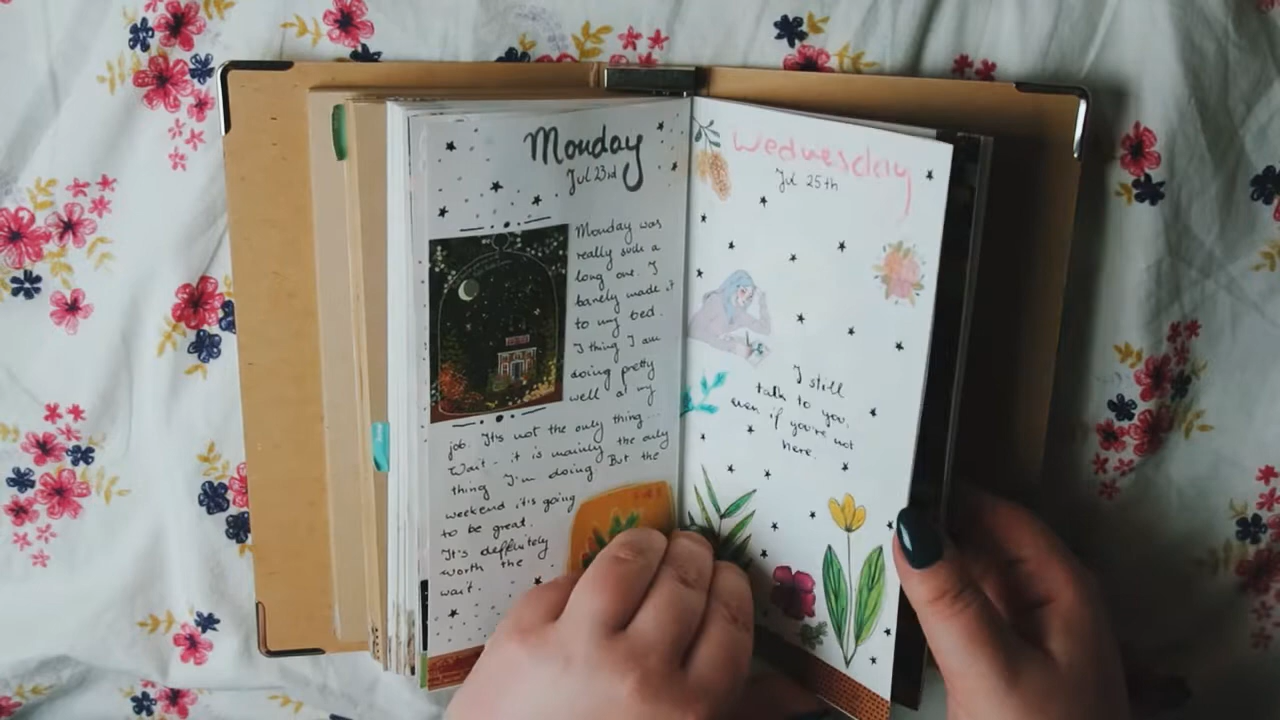 Monday
Jul 23rd
Monday was
really such a
long one. I
barely made it
to my bed.
I thing I am
doing pretty
well at my
job. It's not the only thing...
Wait - it is mainly the only
thing I'm doing. But the
weekend it's going
to be great.
It's deffinitely
worth the
wait.
Wednesday
Jul 25th
I still
talk to you,
even if you're not
here.